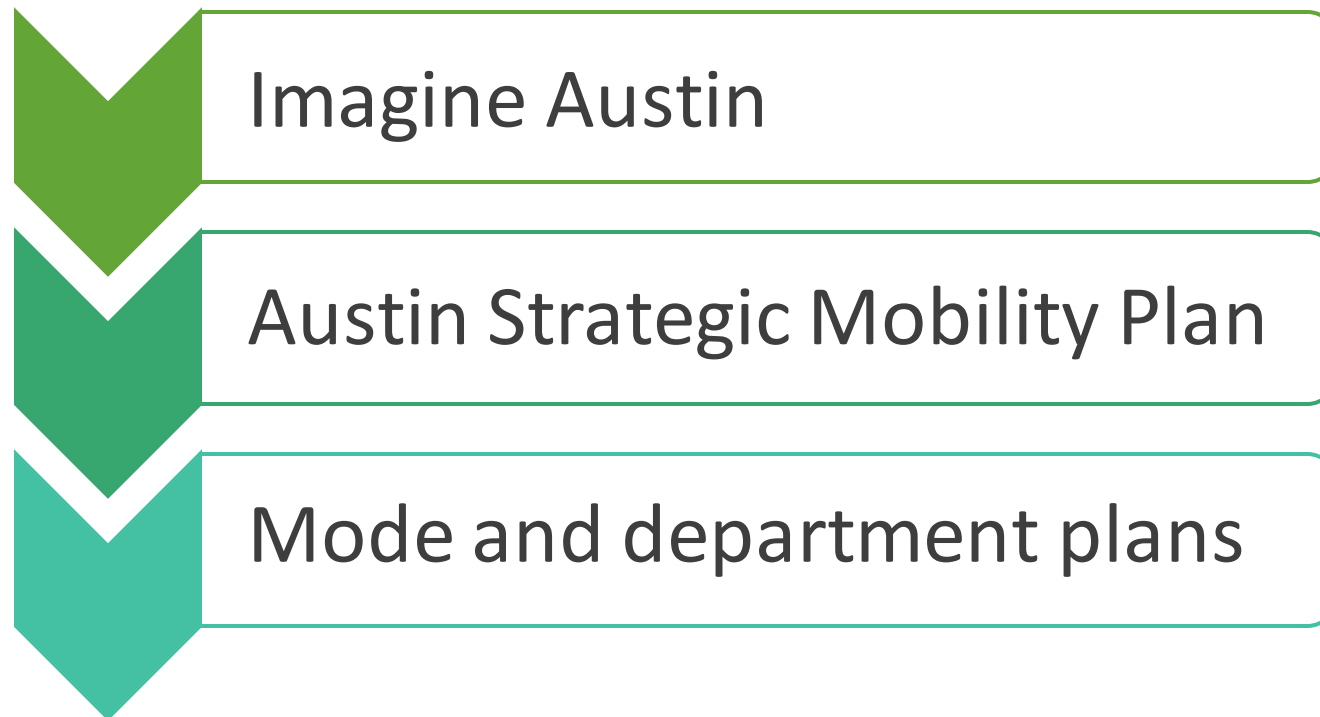 Imagine Austin
Austin Strategic Mobility Plan
Mode and department plans